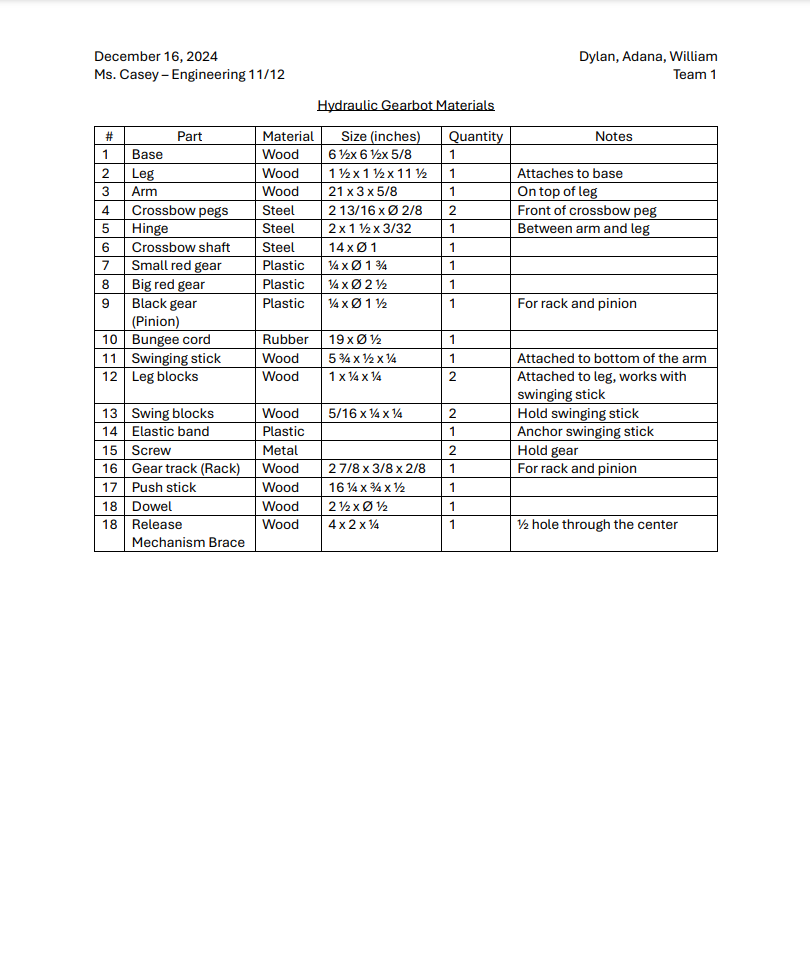 December 16, 2024 Dylan, Adana, William
Ms. Casey – Engineering 11/12 Team 1
Hydraulic Gearbot Materials
# Part Material Size (inches) Quantity Notes
1 Base Wood 6 ½x 6 ½x 5/8 1
2 Leg Wood 1 ½ x 1 ½ x 11 ½ 1 Attaches to base
3 Arm Wood 21 x 3 x 5/8 1 On top of leg
4 Crossbow pegs Steel 2 13/16 x Ø 2/8 2 Front of crossbow peg
5 Hinge Steel 2 x 1 ½ x 3/32 1 Between arm and leg
6 Crossbow shaft Steel 14 x Ø 1 1
7 Small red gear Plastic ¼ x Ø 1 ¾ 1
8 Big red gear Plastic ¼ x Ø 2 ½ 1
9 Black gear Plastic ¼ x Ø 1 ½ 1 For rack and pinion
(Pinion)
10 Bungee cord Rubber 19 x Ø ½ 1
11 Swinging stick Wood 5 ¾ x ½ x ¼ 1 Attached to bottom of the arm
12 Leg blocks Wood 1 x ¼ x ¼ 2 Attached to leg, works with
swinging stick
13 Swing blocks Wood 5/16 x ¼ x ¼ 2 Hold swinging stick
14 Elastic band Plastic 1 Anchor swinging stick
15 Screw Metal 2 Hold gear
16 Gear track (Rack) Wood 2 7/8 x 3/8 x 2/8 1 For rack and pinion
17 Push stick Wood 16 ¼ x ¾ x ½ 1
18 Dowel Wood 2 ½ x Ø ½ 1
18 Release Wood 4 x 2 x ¼ 1 ½ hole through the center
Mechanism Brace